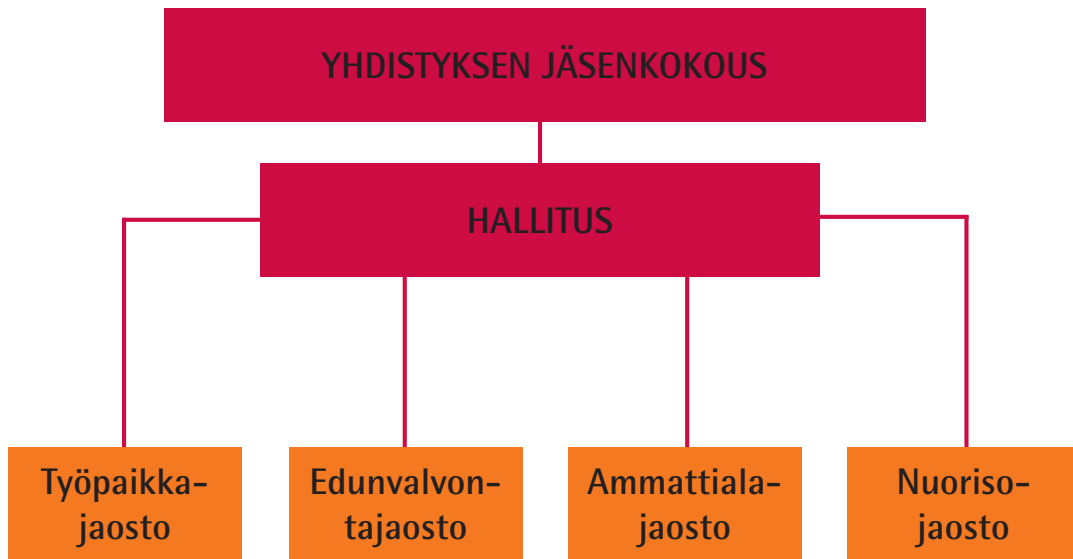 YHDISTYKSEN JÄSENKOKOUS
HALLITUS
Työpaikka-
jaosto
Edunvalvon-
tajaosto
Ammattiala-
jaosto
Nuoriso-
jaosto